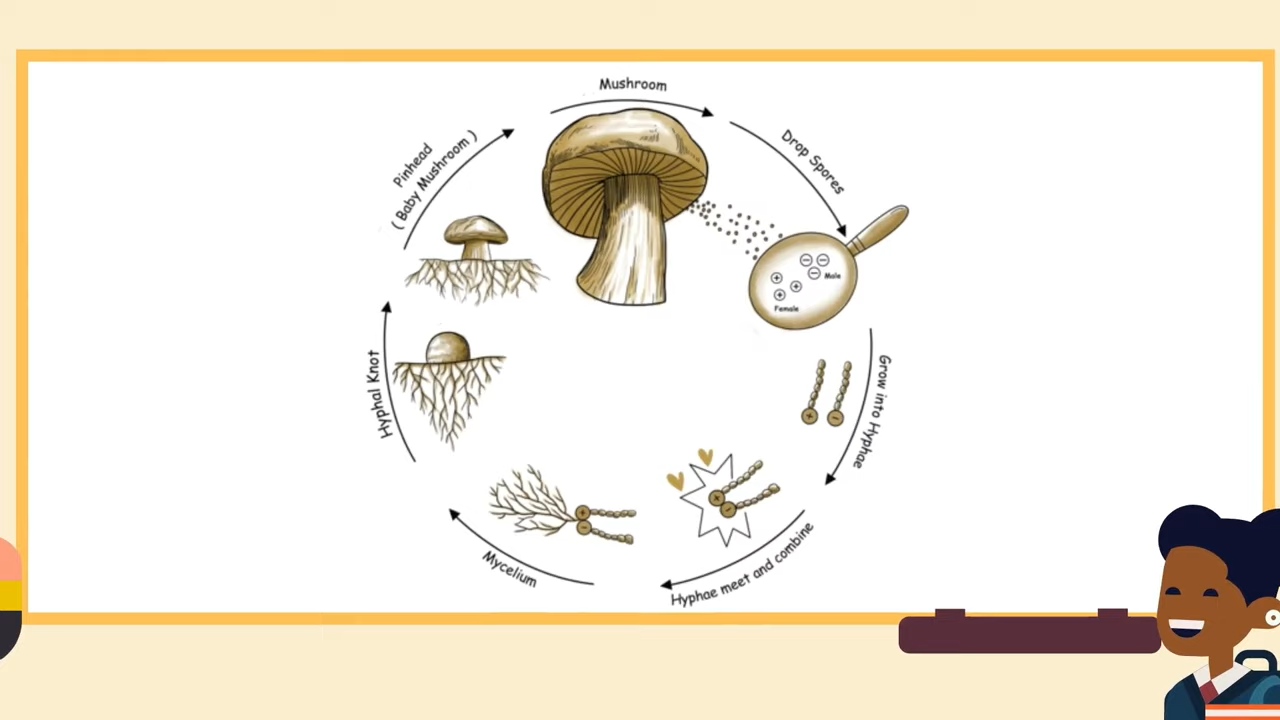 Mushroom
Drop Spores
Male
Female
Grow into Hyphae
Hyphae meet and combine
Mycelium
Hyphal Knot
Pinhead
( Baby Mushroom )